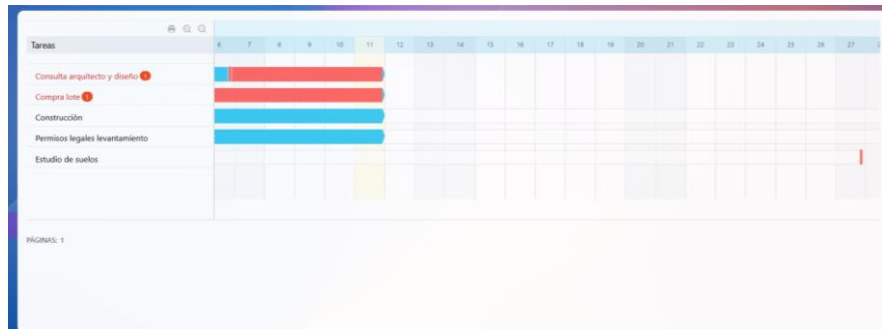 Tareas 6 7 8 9 10 11 12 13 14 15 16 17 18 19 20 21 22 23 24 25 26 27
Consulta arquitecto y diseño 1
Compra lote 1
Construcción
Permisos legales levantamiento
Estudio de suelos
PÁGINAS: 1